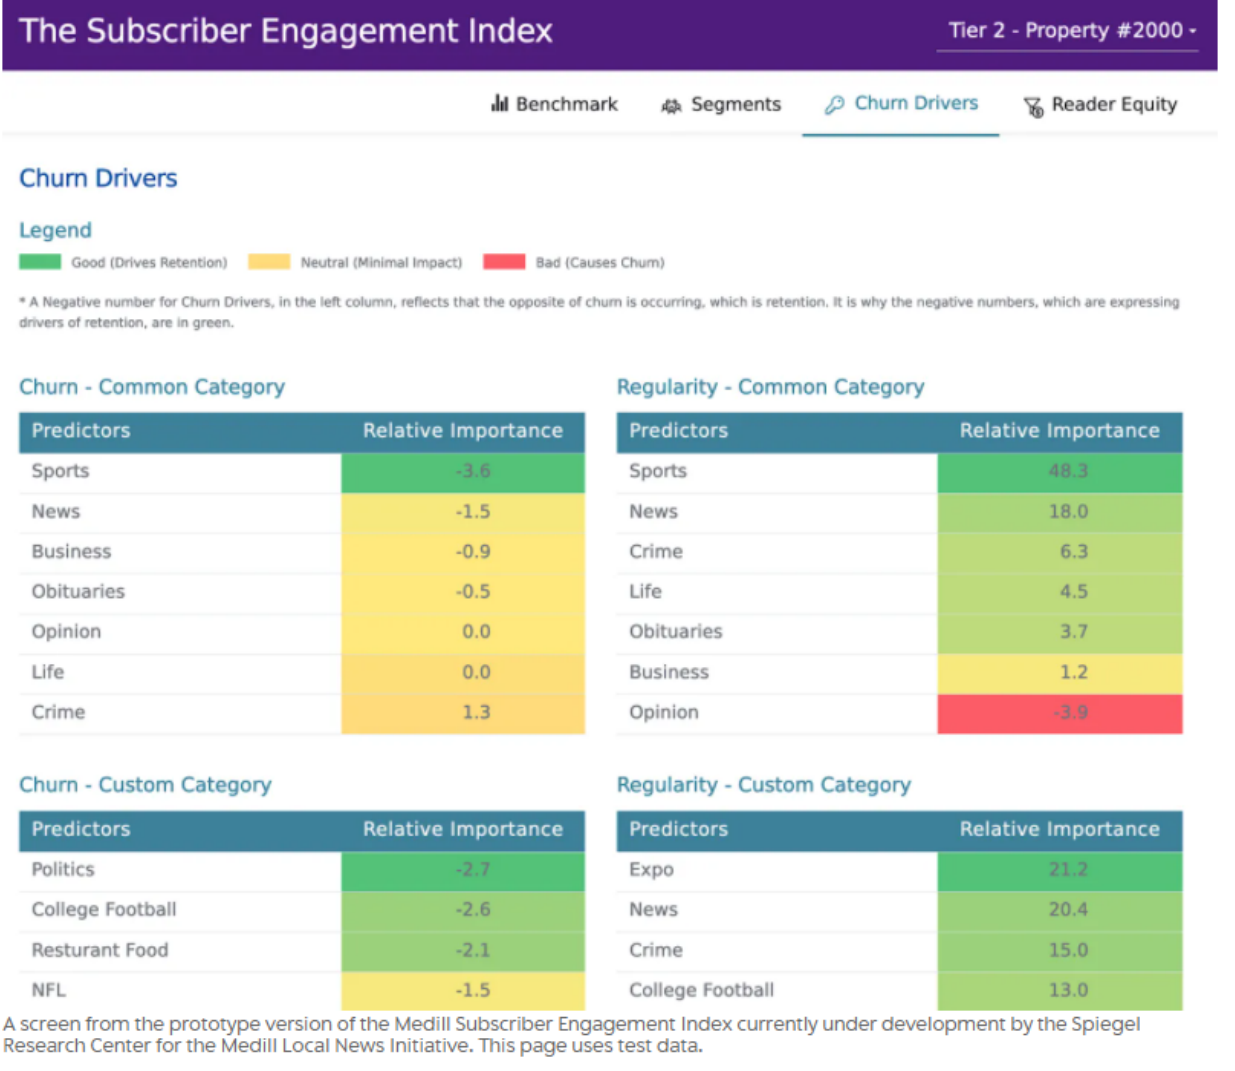 The Subscriber Engagement Index
Tier 2 - Property #2000
Benchmark
Segments
Churn Drivers
Reader Equity
Churn Drivers
Legend
Good (Drives Retention)
Neutral (Minimal Impact)
Bad (Causes Churn)
* A Negative number for Churn Drivers, in the left column, reflects that the opposite of churn is occurring, which is retention. It is why the negative numbers, which are expressing
drivers of retention, are in green.
Churn - Common Category
Predictors Relative Importance
Sports -3.6
News -1.5
Business -0.9
Obituaries -0.5
Opinion 0.0
Life 0.0
Crime 1.3
Regularity - Common Category
Predictors Relative Importance
Sports 48.3
News 18.0
Crime 6.3
Life 4.5
Obituaries 3.7
Business 1.2
Opinion -3.9
Churn - Custom Category
Predictors Relative Importance
Politics -2.7
College Football -2.6
Resturant Food -2.1
NFL -1.5
Regularity - Custom Category
Predictors Relative Importance
Expo 21.2
News 20.4
Crime 15.0
College Football 13.0
A screen from the prototype version of the Medill Subscriber Engagement Index currently under development by the Spiegel
Research Center for the Medill Local News Initiative. This page uses test data.